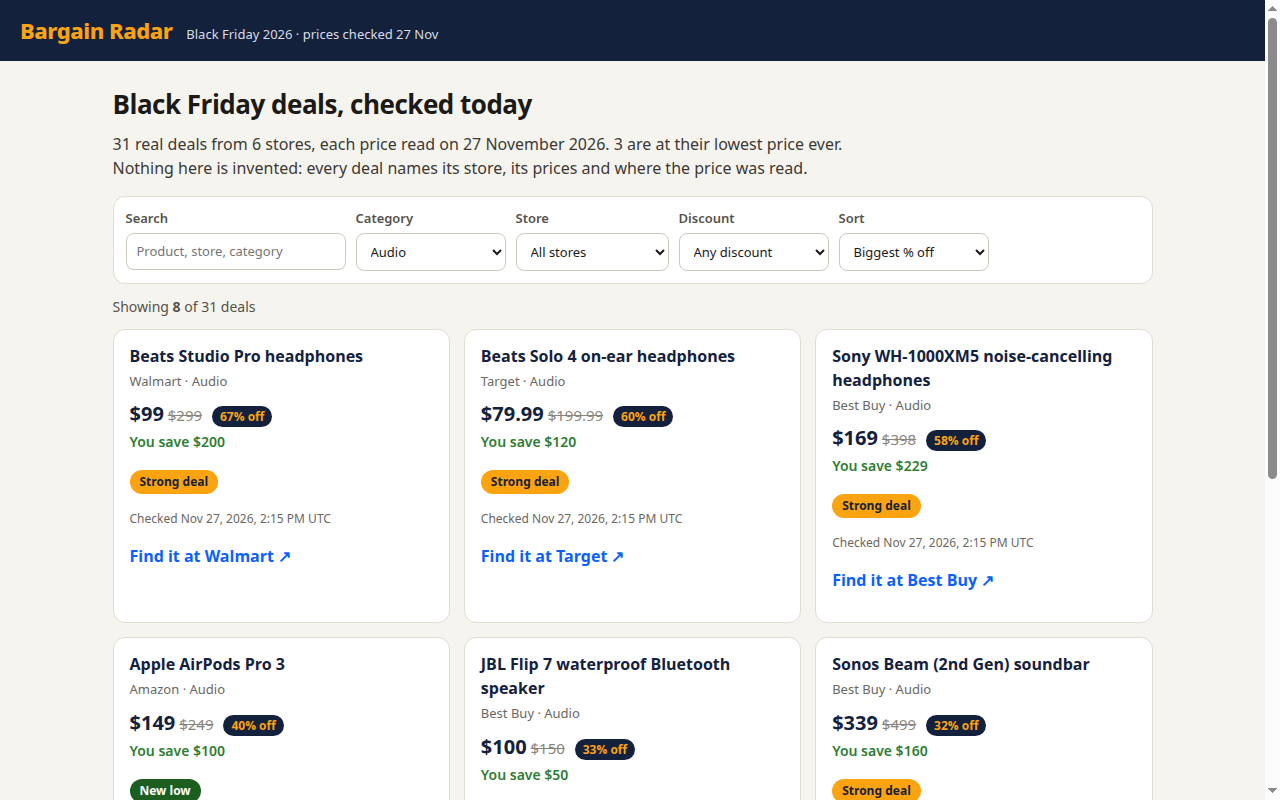 Bargain Radar Black Friday 2026 · prices checked 27 Nov
Black Friday deals, checked today
31 real deals from 6 stores, each price read on 27 November 2026. 3 are at their lowest price ever.
Nothing here is invented: every deal names its store, its prices and where the price was read.
Search Category Store Discount Sort
Product, store, category Audio All stores Any discount Biggest % off
Showing 8 of 31 deals
Beats Studio Pro headphones
Walmart · Audio
$99 $299 67% off
You save $200
Strong deal
Checked Nov 27, 2026, 2:15 PM UTC
Find it at Walmart ↗
Beats Solo 4 on-ear headphones
Target · Audio
$79.99 $199.99 60% off
You save $120
Strong deal
Checked Nov 27, 2026, 2:15 PM UTC
Find it at Target ↗
Sony WH-1000XM5 noise-cancelling
headphones
Best Buy · Audio
$169 $398 58% off
You save $229
Strong deal
Checked Nov 27, 2026, 2:15 PM UTC
Find it at Best Buy ↗
Apple AirPods Pro 3
Amazon · Audio
$149 $249 40% off
You save $100
New low
JBL Flip 7 waterproof Bluetooth
speaker
Best Buy · Audio
$100 $150 33% off
You save $50
Sonos Beam (2nd Gen) soundbar
Best Buy · Audio
$339 $499 32% off
You save $160
Strong deal